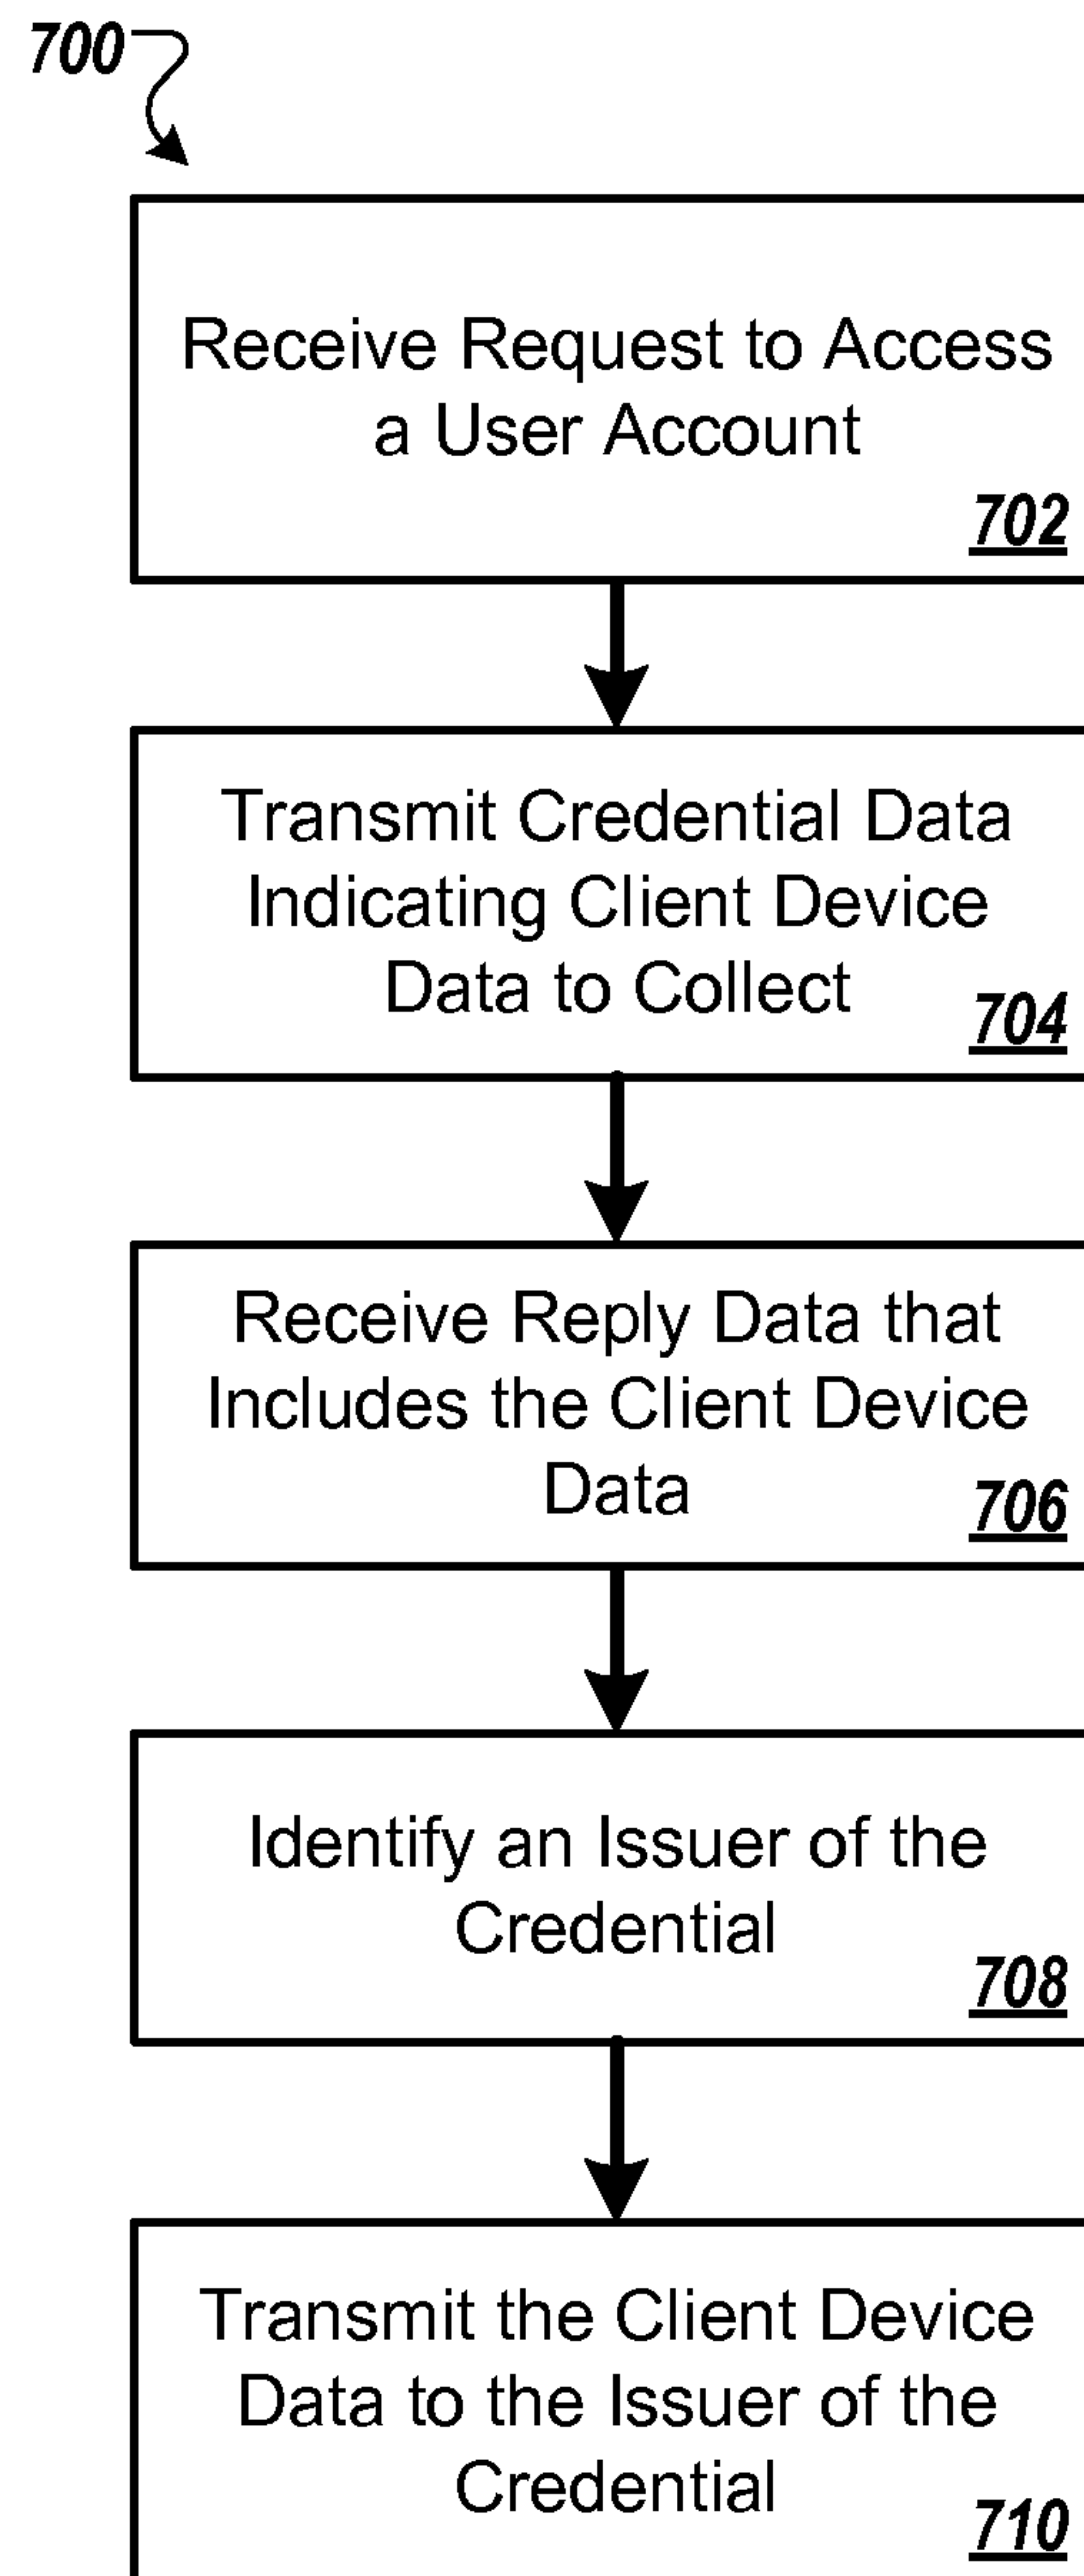 700
Receive Request to Access
a User Account
702
Transmit Credential Data
Indicating Client Device
Data to Collect
704
Receive Reply Data that
Includes the Client Device
Data
706
Identify an Issuer of the
Credential
708
Transmit the Client Device
Data to the Issuer of the
Credential
710